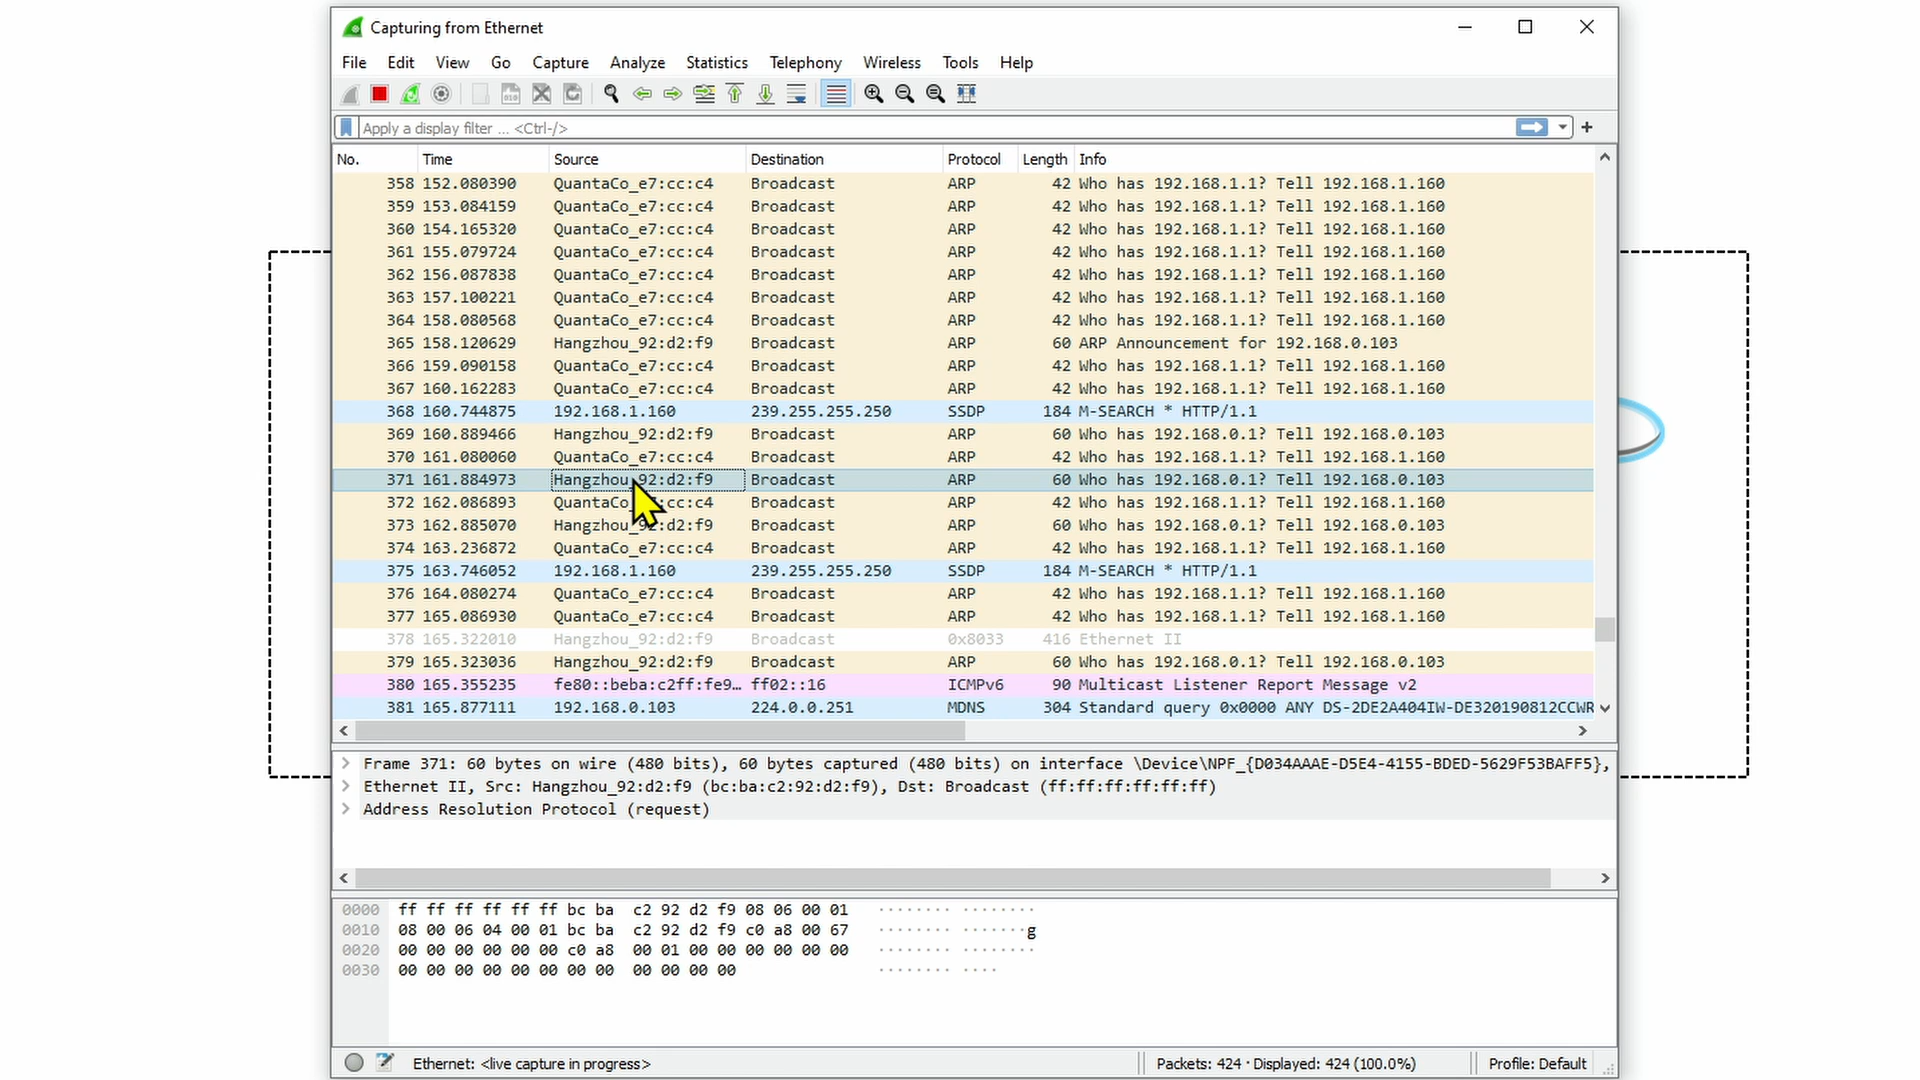 Capturing from Ethernet
File Edit View Go Capture Analyze Statistics Telephony Wireless Tools Help
Apply a display filter ... <Ctrl-/>
No. Time Source Destination Protocol Length Info
358 152.080390 QuantaCo_e7:cc:c4 Broadcast ARP 42 Who has 192.168.1.1? Tell 192.168.1.160
359 153.084159 QuantaCo_e7:cc:c4 Broadcast ARP 42 Who has 192.168.1.1? Tell 192.168.1.160
360 154.165320 QuantaCo_e7:cc:c4 Broadcast ARP 42 Who has 192.168.1.1? Tell 192.168.1.160
361 155.079724 QuantaCo_e7:cc:c4 Broadcast ARP 42 Who has 192.168.1.1? Tell 192.168.1.160
362 156.087838 QuantaCo_e7:cc:c4 Broadcast ARP 42 Who has 192.168.1.1? Tell 192.168.1.160
363 157.100221 QuantaCo_e7:cc:c4 Broadcast ARP 42 Who has 192.168.1.1? Tell 192.168.1.160
364 158.080568 QuantaCo_e7:cc:c4 Broadcast ARP 42 Who has 192.168.1.1? Tell 192.168.1.160
365 158.120629 Hangzhou_92:d2:f9 Broadcast ARP 60 ARP Announcement for 192.168.0.103
366 159.090158 QuantaCo_e7:cc:c4 Broadcast ARP 42 Who has 192.168.1.1? Tell 192.168.1.160
367 160.162283 QuantaCo_e7:cc:c4 Broadcast ARP 42 Who has 192.168.1.1? Tell 192.168.1.160
368 160.744875 192.168.1.160 239.255.255.250 SSDP 184 M-SEARCH * HTTP/1.1
369 160.889466 Hangzhou_92:d2:f9 Broadcast ARP 60 Who has 192.168.0.1? Tell 192.168.0.103
370 161.080060 QuantaCo_e7:cc:c4 Broadcast ARP 42 Who has 192.168.1.1? Tell 192.168.1.160
371 161.884973 Hangzhou_92:d2:f9 Broadcast ARP 60 Who has 192.168.0.1? Tell 192.168.0.103
372 162.086893 QuantaCo_e7:cc:c4 Broadcast ARP 42 Who has 192.168.1.1? Tell 192.168.1.160
373 162.885070 Hangzhou_92:d2:f9 Broadcast ARP 60 Who has 192.168.0.1? Tell 192.168.0.103
374 163.236872 QuantaCo_e7:cc:c4 Broadcast ARP 42 Who has 192.168.1.1? Tell 192.168.1.160
375 163.746052 192.168.1.160 239.255.255.250 SSDP 184 M-SEARCH * HTTP/1.1
376 164.080274 QuantaCo_e7:cc:c4 Broadcast ARP 42 Who has 192.168.1.1? Tell 192.168.1.160
377 165.086930 QuantaCo_e7:cc:c4 Broadcast ARP 42 Who has 192.168.1.1? Tell 192.168.1.160
378 165.322010 Hangzhou_92:d2:f9 Broadcast 0x8033 416 Ethernet II
379 165.323036 Hangzhou_92:d2:f9 Broadcast ARP 60 Who has 192.168.0.1? Tell 192.168.0.103
380 165.355235 fe80::beba:c2ff:fe9… ff02::16 ICMPv6 90 Multicast Listener Report Message v2
381 165.877111 192.168.0.103 224.0.0.251 MDNS 304 Standard query 0x0000 ANY DS-2DE2A404IW-DE320190812CCWR
Frame 371: 60 bytes on wire (480 bits), 60 bytes captured (480 bits) on interface \Device\NPF_{D034AAAE-D5E4-4155-BDED-5629F53BAFF5},
Ethernet II, Src: Hangzhou_92:d2:f9 (bc:ba:c2:92:d2:f9), Dst: Broadcast (ff:ff:ff:ff:ff:ff)
Address Resolution Protocol (request)
0000 ff ff ff ff ff ff bc ba c2 92 d2 f9 08 06 00 01 ········ ········
0010 08 00 06 04 00 01 bc ba c2 92 d2 f9 c0 a8 00 67 ········ ·······g
0020 00 00 00 00 00 00 c0 a8 00 01 00 00 00 00 00 00 ········ ········
0030 00 00 00 00 00 00 00 00 00 00 00 00 ········ ····
Ethernet: <live capture in progress> Packets: 424 · Displayed: 424 (100.0%) Profile: Default